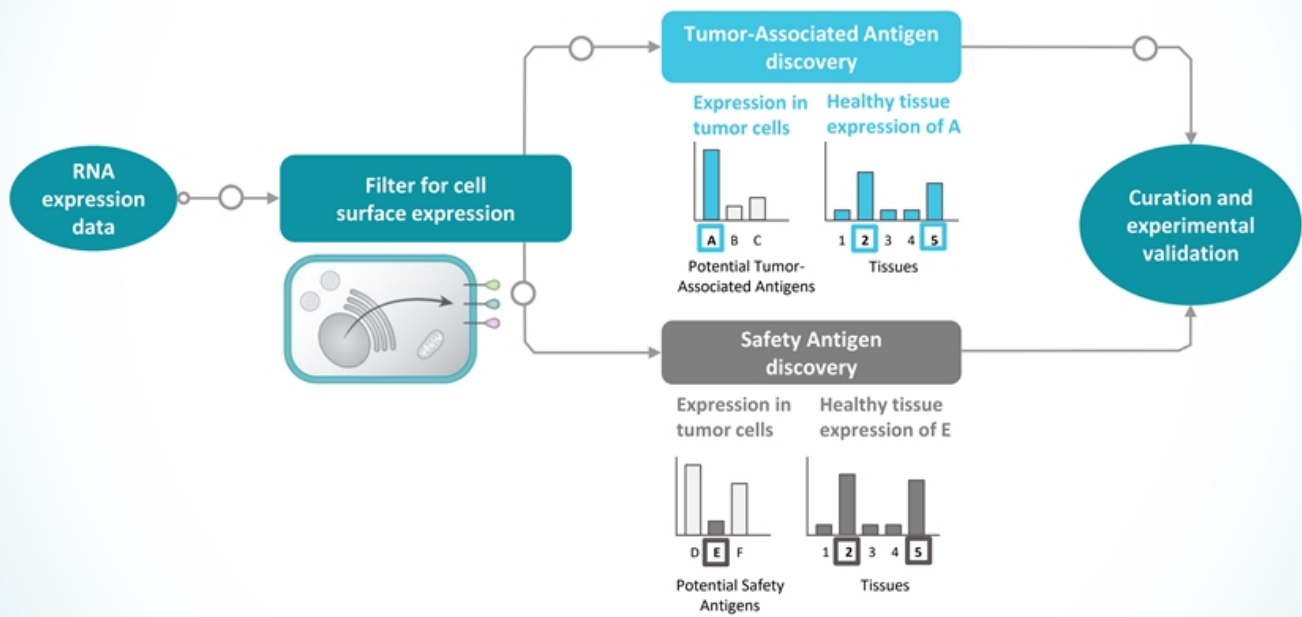 RNA
expression
data
Filter for cell
surface expression
Tumor-Associated Antigen
discovery
Expression in
tumor cells
A B C
Potential Tumor-
Associated Antigens
Healthy tissue
expression of A
1 2 3 4 5
Tissues
Safety Antigen
discovery
Expression in
tumor cells
D E F
Potential Safety
Antigens
Healthy tissue
expression of E
1 2 3 4 5
Tissues
Curation and
experimental
validation